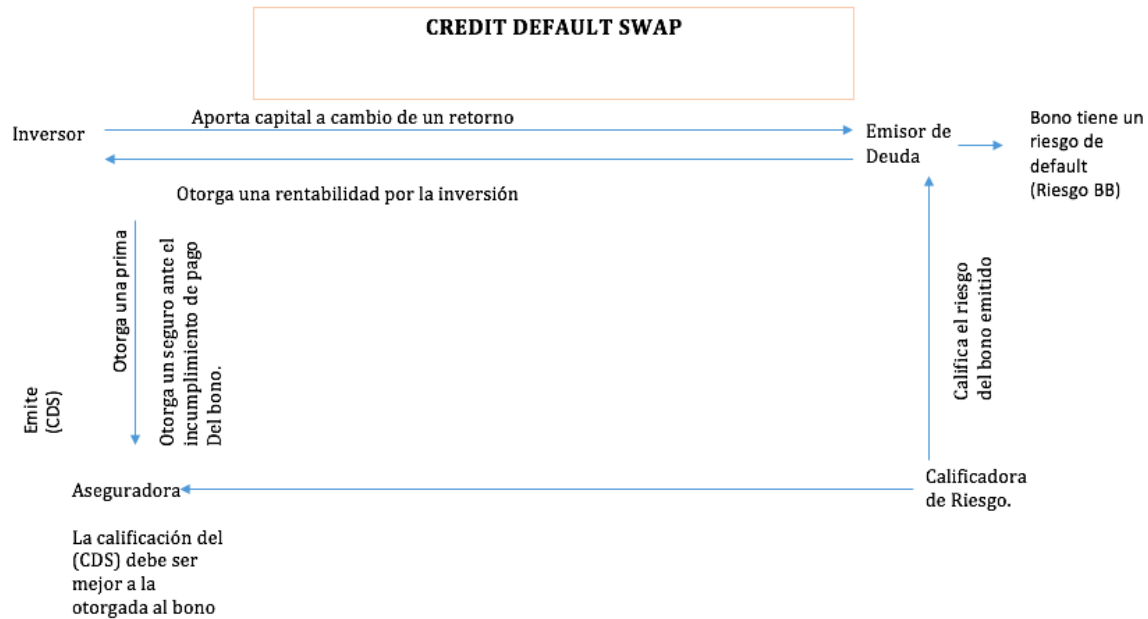 CREDIT DEFAULT SWAP
Aporta capital a cambio de un retorno
Inversor
Emisor de
Deuda
Bono tiene un
riesgo de
default
(Riesgo BB)
Otorga una rentabilidad por la inversión
Otorga una prima
Otorga un seguro ante el
incumplimiento de pago
Del bono.
Emite
(CDS)
Califica el riesgo
del bono emitido
Aseguradora
Calificadora
de Riesgo.
La calificación del
(CDS) debe ser
mejor a la
otorgada al bono